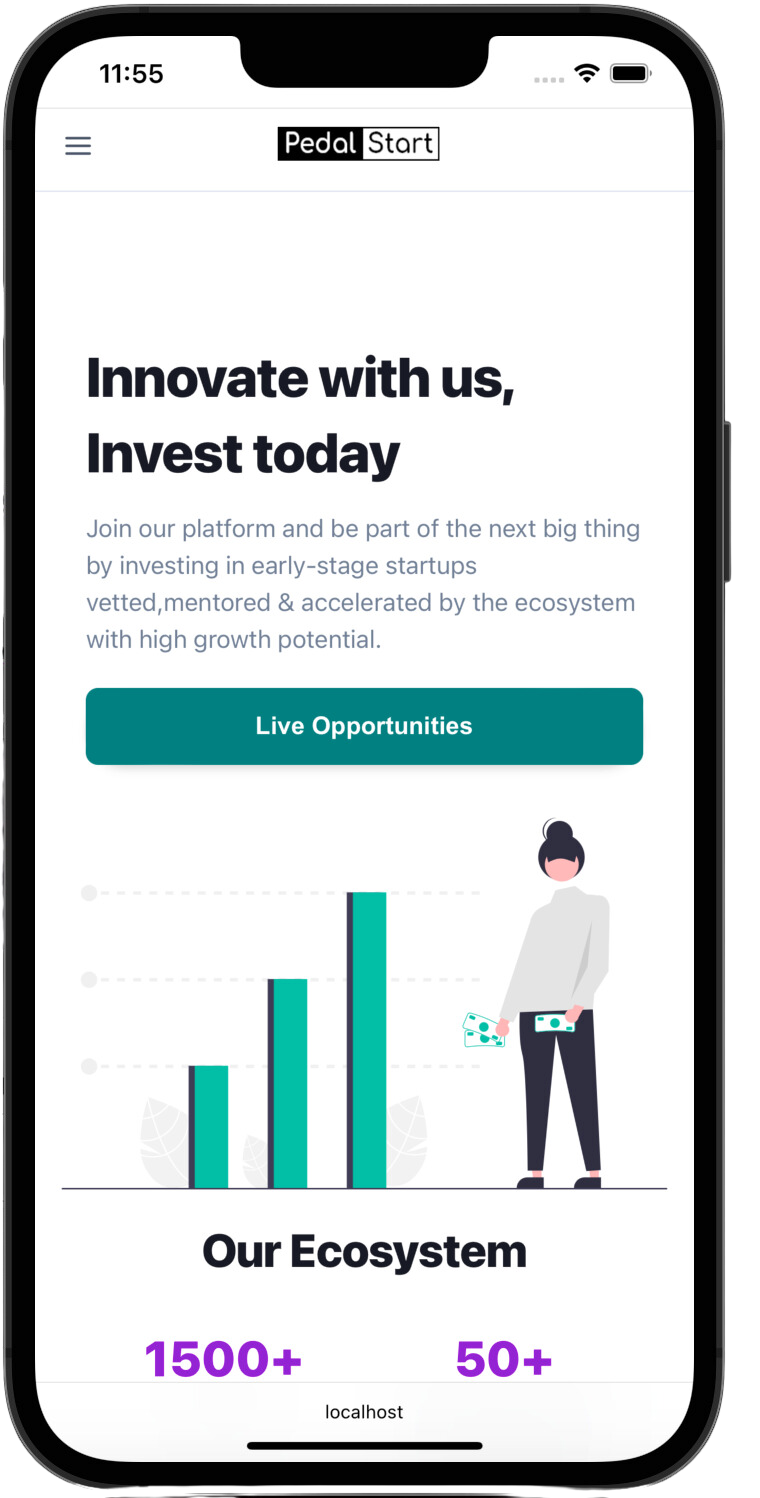 11:55
Pedal Start
Innovate with us,
Invest today
Join our platform and be part of the next big thing
by investing in early-stage startups
vetted,mentored & accelerated by the ecosystem
with high growth potential.
Live Opportunities
Our Ecosystem
1500+ 50+
localhost